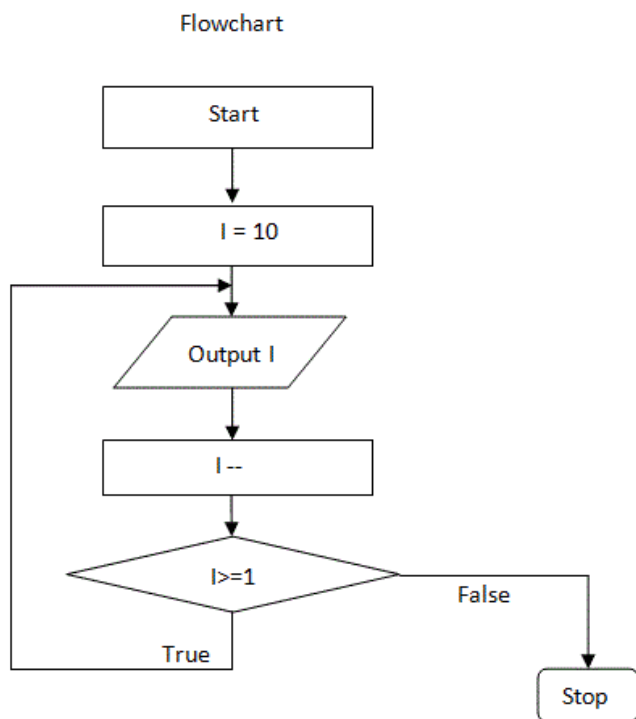 Flowchart
Start
I = 10
Output I
I --
I>=1
False
True
Stop